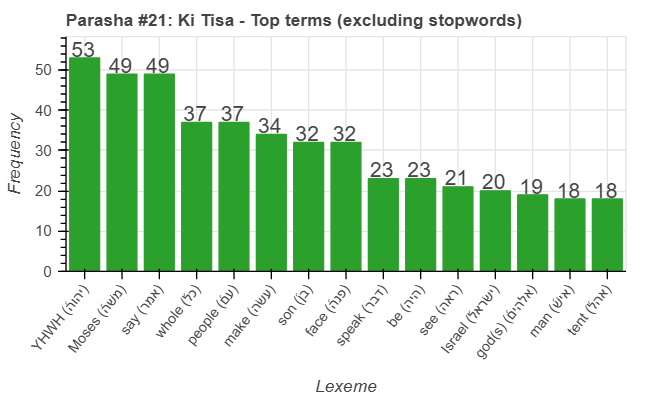 Parasha #21: Ki Tisa - Top terms (excluding stopwords)
Frequency
50
40
30
20
10
0
53
49
49
37
37
34
32
32
23
23
21
20
19
18
18
YHWH (יהוה)
Moses (משה)
say (אמר)
whole (כל)
people (עם)
make (עשה)
son (בן)
face (פנה)
speak (דבר)
be (היה)
see (ראה)
Israel (ישראל)
god(s) (אלהים)
man (איש)
tent (אהל)
Lexeme